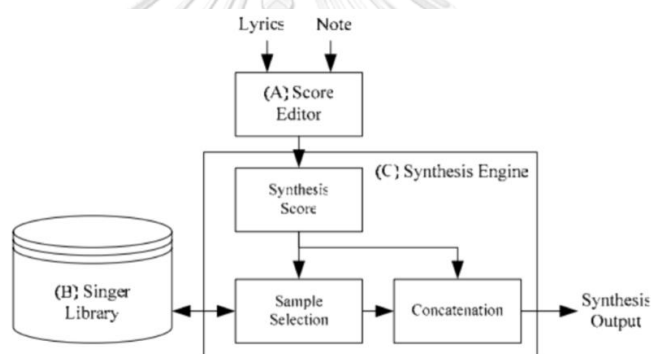 Lyrics Note
(A) Score
Editor
(C) Synthesis Engine
Synthesis
Score
(B) Singer
Library
Sample
Selection
Concatenation
Synthesis
Output